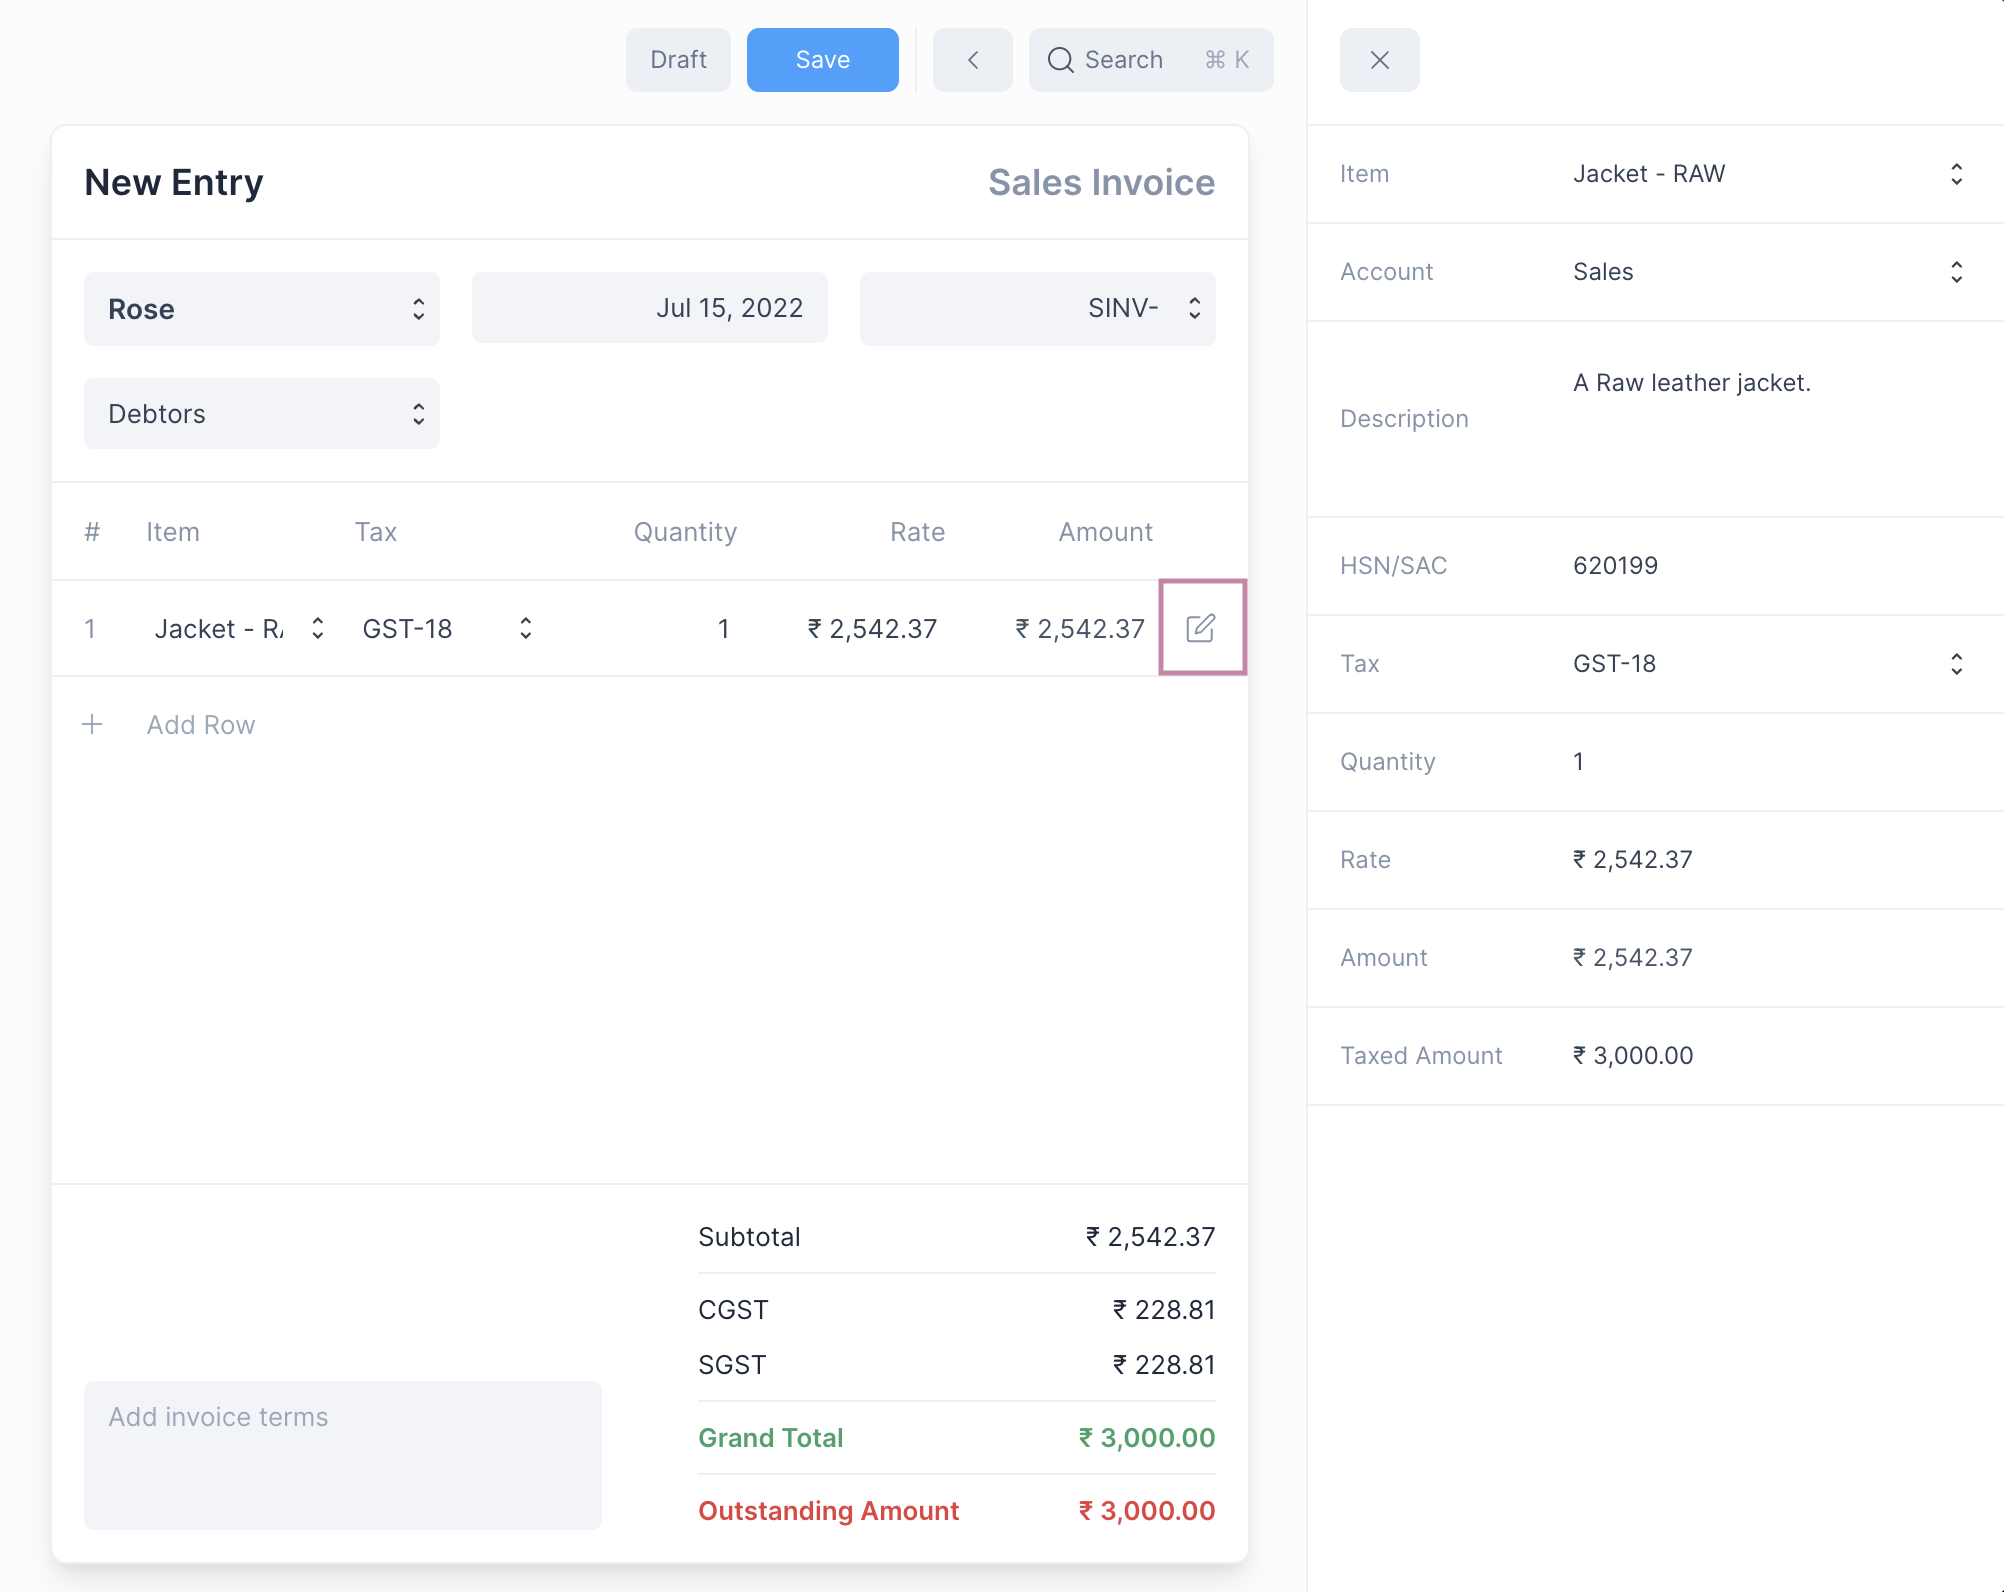 Draft
Save
Search ⌘ K
New Entry
Sales Invoice
Rose
Jul 15, 2022
SINV-
Debtors
# Item Tax Quantity Rate Amount
1 Jacket - RA GST-18 1 ₹ 2,542.37 ₹ 2,542.37
Add Row
Subtotal ₹ 2,542.37
CGST ₹ 228.81
SGST ₹ 228.81
Add invoice terms
Grand Total ₹ 3,000.00
Outstanding Amount ₹ 3,000.00
Item Jacket - RAW
Account Sales
Description A Raw leather jacket.
HSN/SAC 620199
Tax GST-18
Quantity 1
Rate ₹ 2,542.37
Amount ₹ 2,542.37
Taxed Amount ₹ 3,000.00